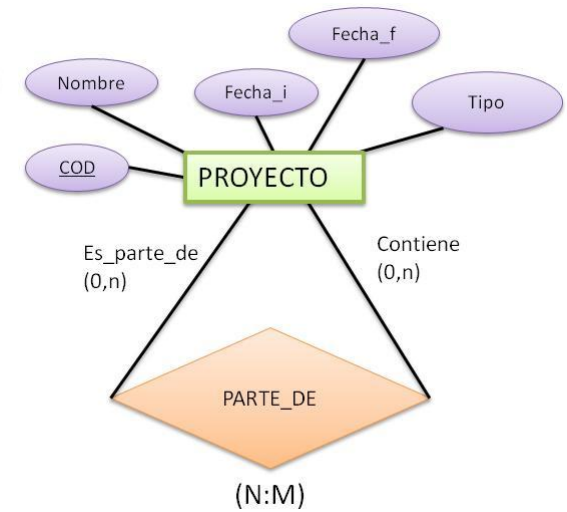 Fecha_f
Nombre
Fecha_i
Tipo
COD
PROYECTO
Es_parte_de
(0,n)
Contiene
(0,n)
PARTE_DE
(N:M)